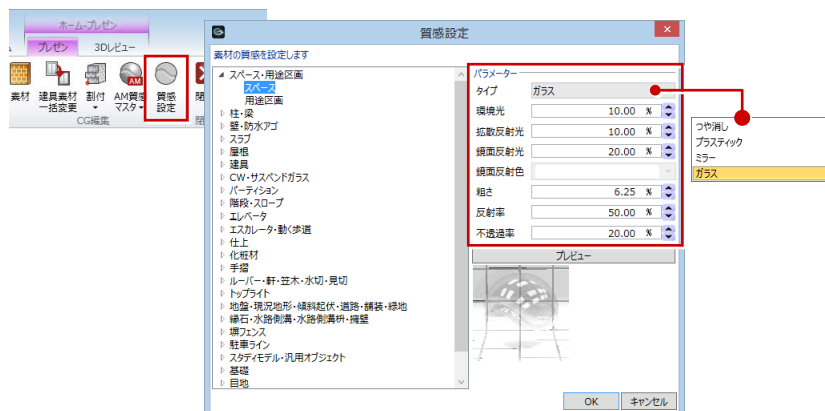 ホーム-プレゼン
プレゼン
3Dレビュー
素材
建具素材
一括変更
割付
AM質感
マスタ
質感
設定
閉
CG編集
閉
質感設定
素材の質感を設定します
スペース・用途区画
スペース
用途区画
柱・梁
壁・防水アゴ
スラブ
屋根
建具
CW・サスペンドガラス
パーティション
階段・スロープ
エレベータ
エスカレータ・動く歩道
仕上
化粧材
手摺
ルーバー・軒・笠木・水切・見切
トップライト
地盤・現況地形・傾斜起伏・道路・舗装・緑地
縁石・水路側溝・水路側溝枡・擁壁
塀フェンス
駐車ライン
スタディモデル・汎用オブジェクト
基礎
目地
パラメーター
タイプ ガラス
環境光 10.00 %
拡散反射光 10.00 %
鏡面反射光 20.00 %
鏡面反射色
粗さ 6.25 %
反射率 50.00 %
不透過率 20.00 %
プレビュー
OK
キャンセル
つや消し
プラスティック
ミラー
ガラス